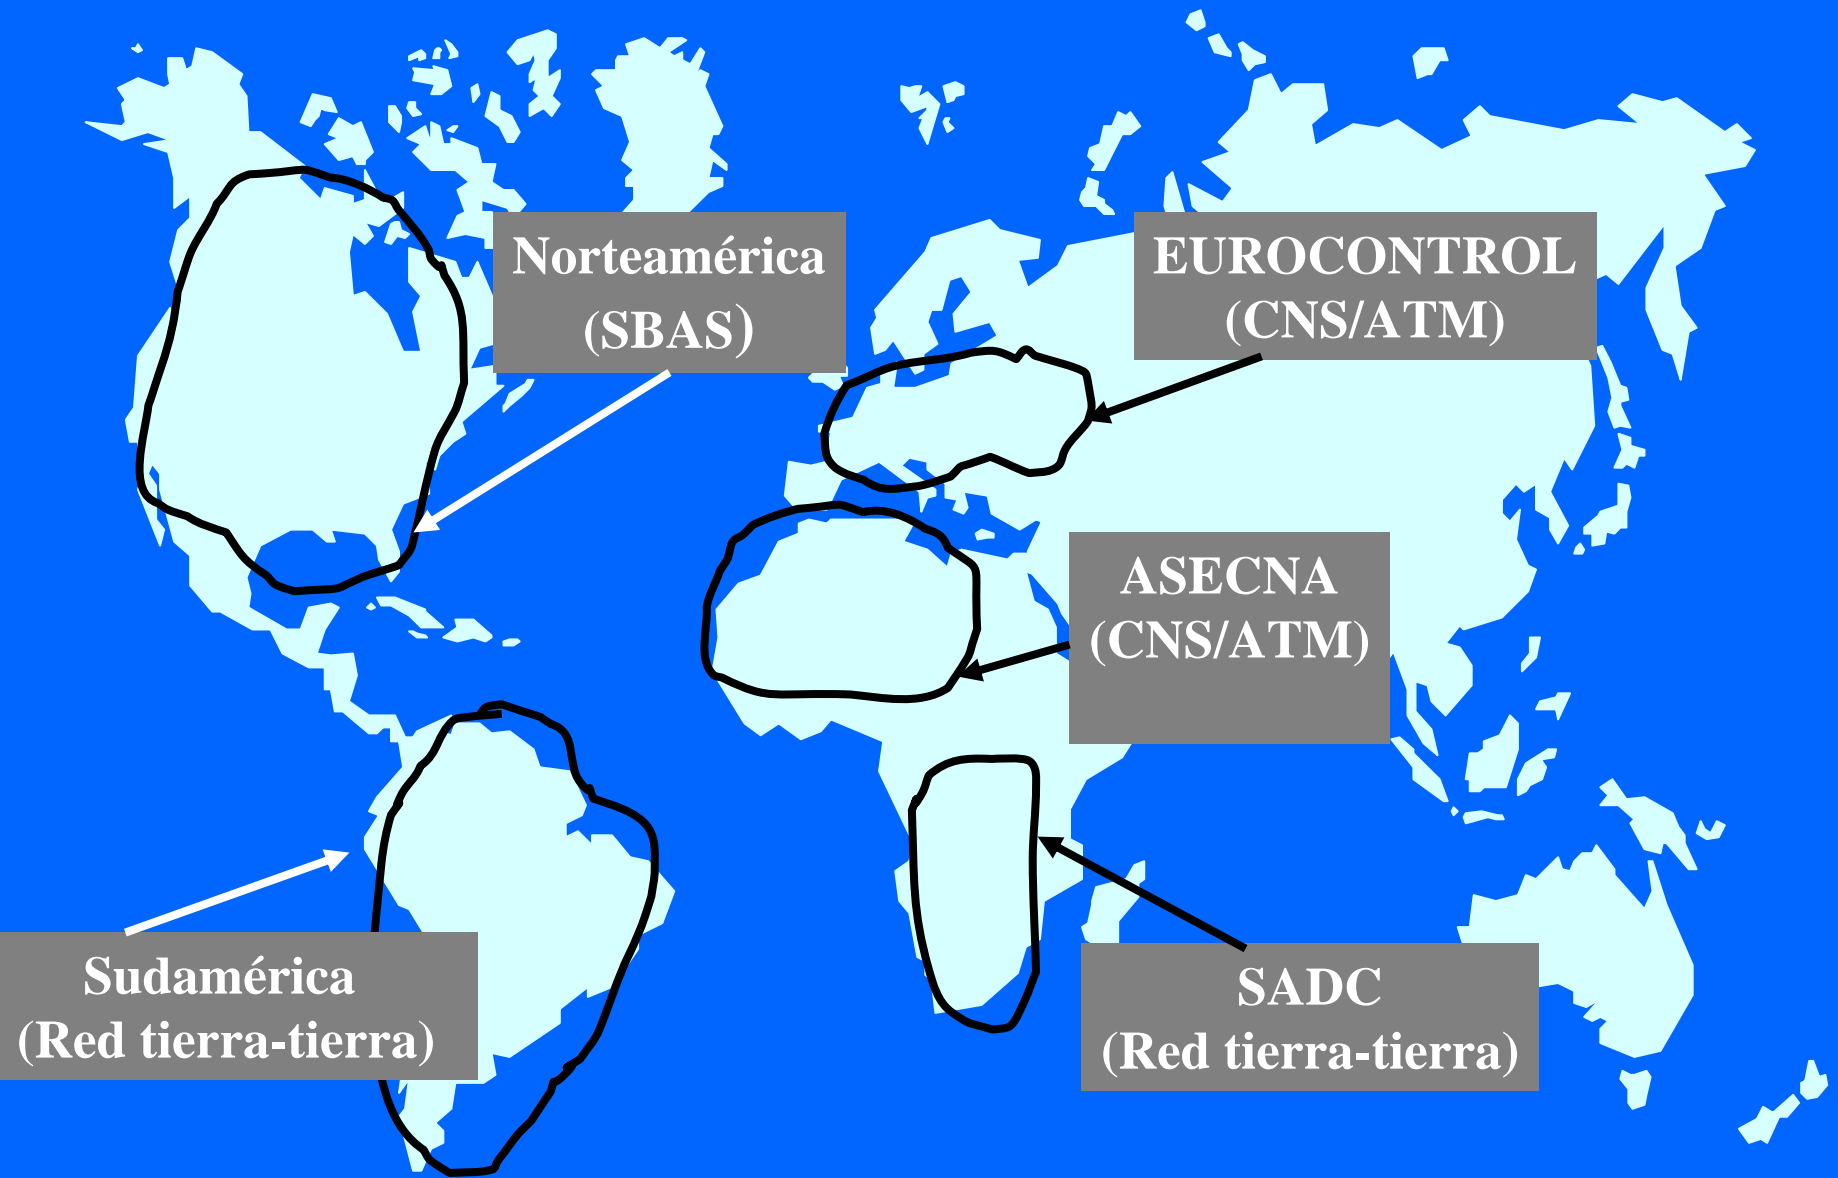 Norteamérica
(SBAS)
EUROCONTROL
(CNS/ATM)
ASECNA
(CNS/ATM)
Sudamérica
(Red tierra-tierra)
SADC
(Red tierra-tierra)